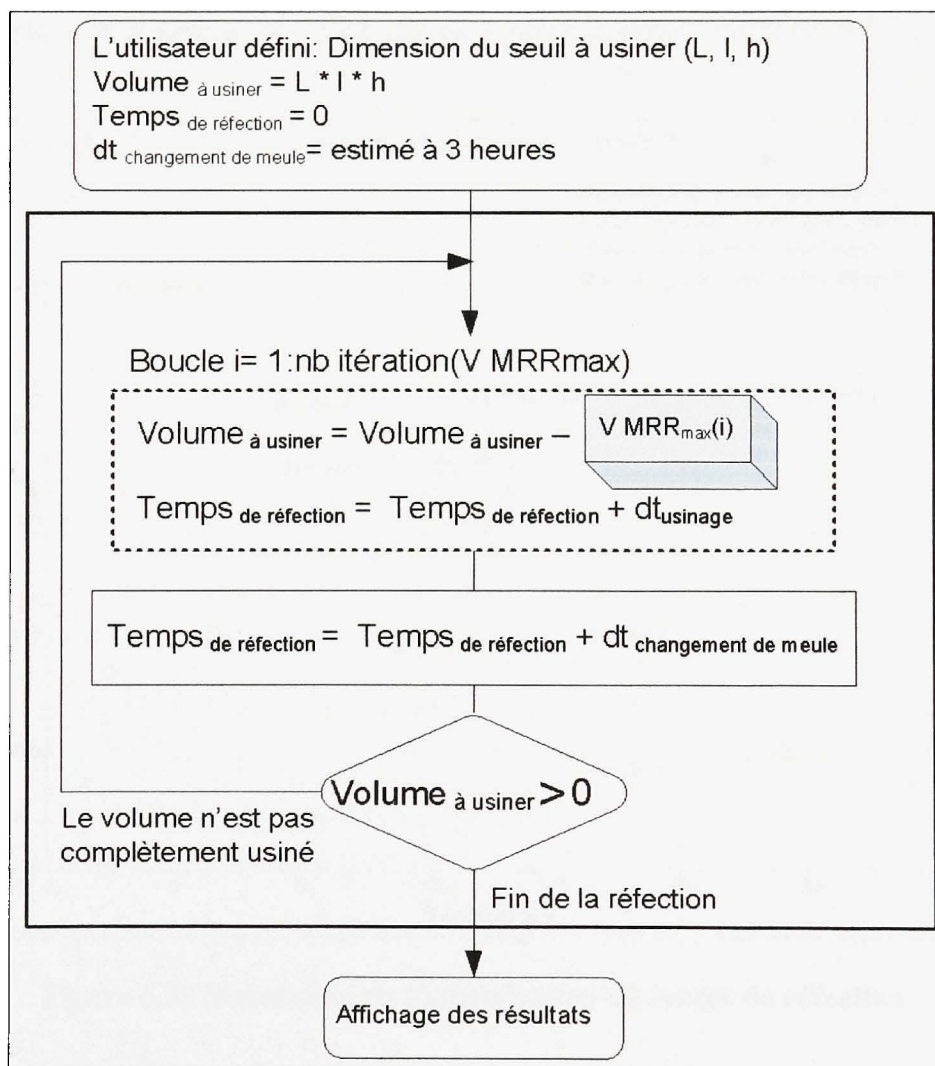 L'utilisateur défini: Dimension du seuil à usiner (L, l, h)
Volume à usiner = L * l * h
Temps de réfection = 0
dt changement de meule= estimé à 3 heures
Boucle i= 1:nb itération(V MRRmax)
Volume à usiner = Volume à usiner – V MRRmax(i)
Temps de réfection = Temps de réfection + dtusinage
Temps de réfection = Temps de réfection + dt changement de meule
Volume à usiner > 0
Le volume n'est pas
complètement usiné
Fin de la réfection
Affichage des résultats